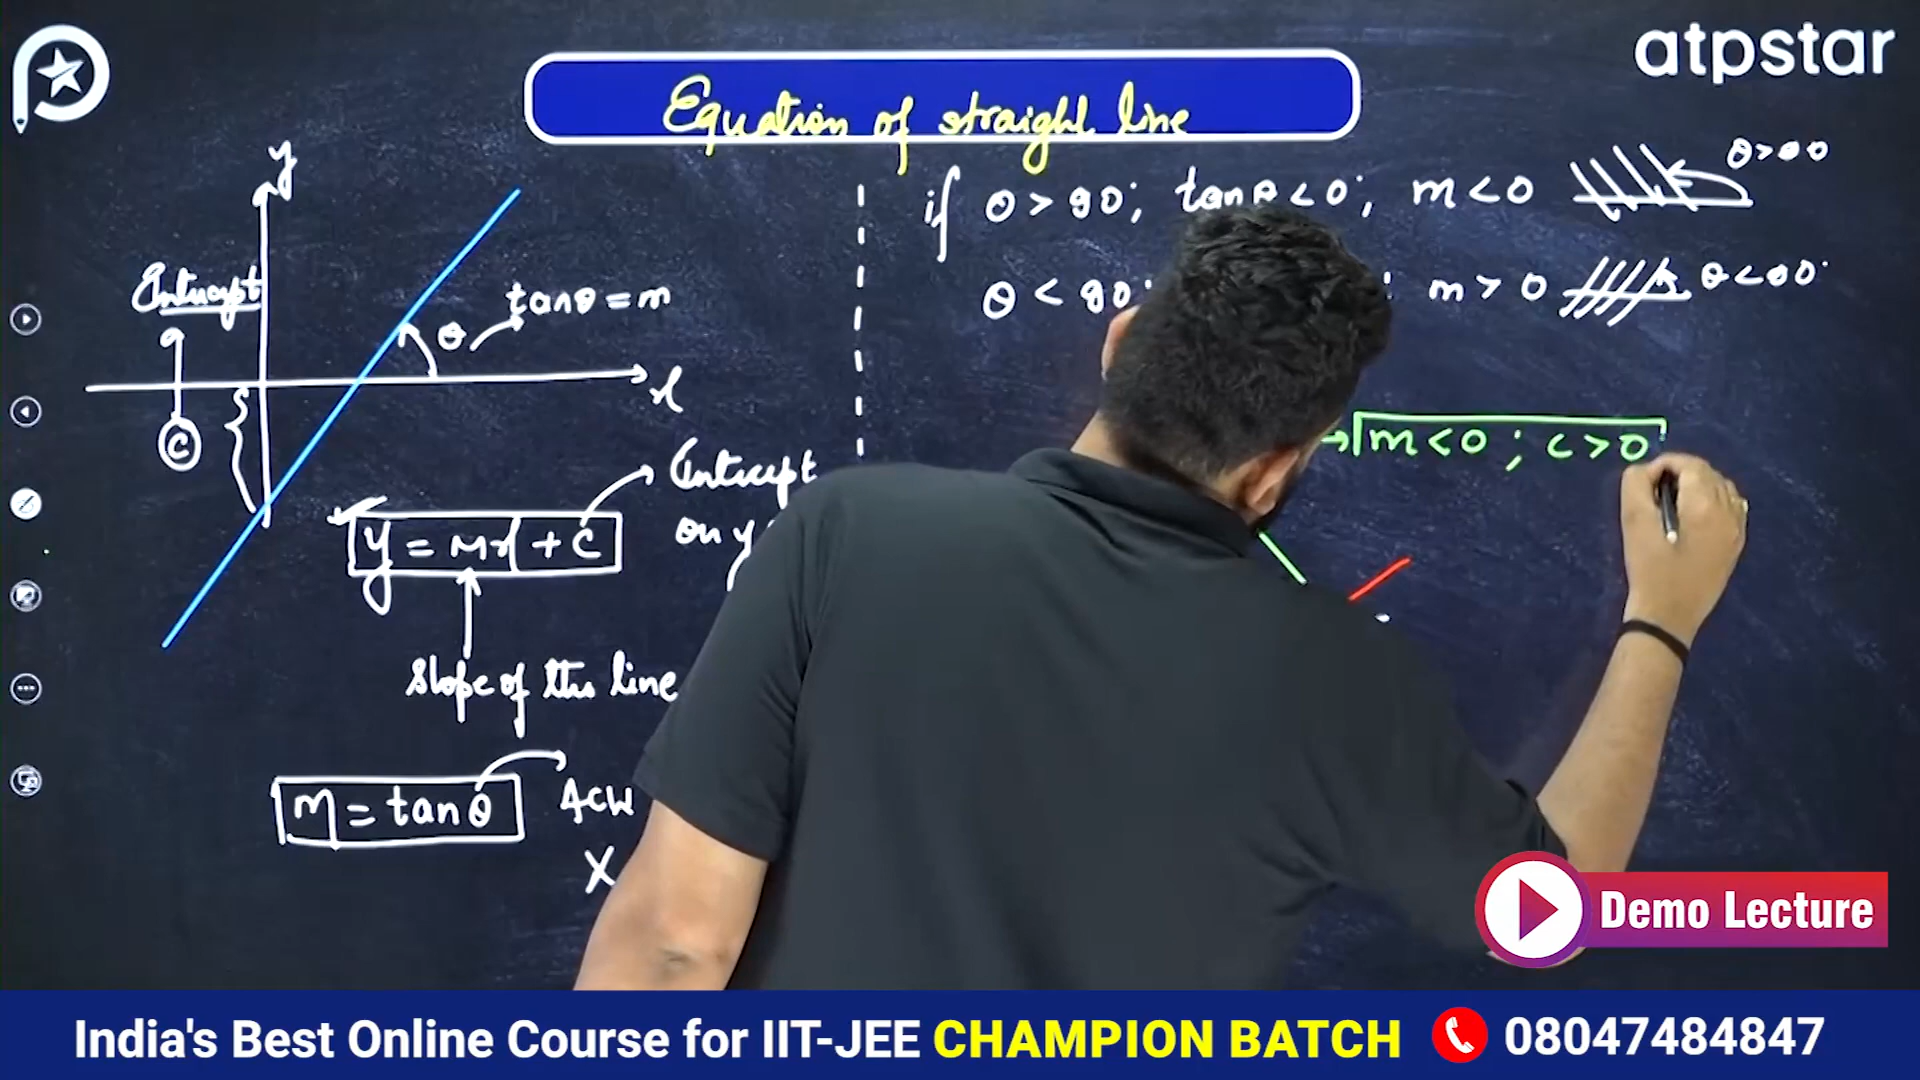 atpstar
Equation of straight line
y
Intercept
C
θ
tanθ = m
x
y = mx + c
Intercept
on y
slope of the line
m = tanθ
ACW
X
if θ > 90; tanθ < 0; m < 0
θ > 90
θ < 90; m > 0
θ < 90
m < 0 ; c > 0
Demo Lecture
India's Best Online Course for IIT-JEE CHAMPION BATCH 08047484847